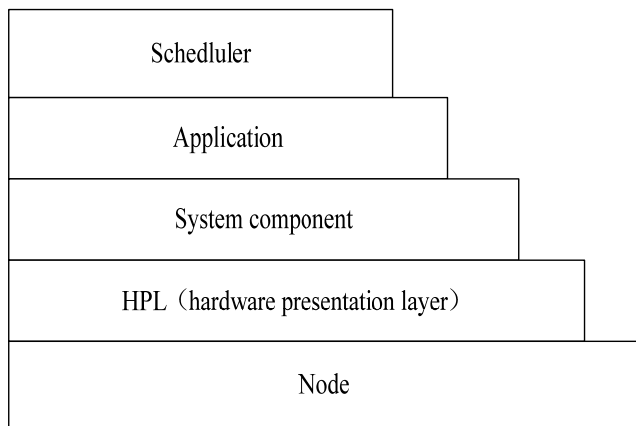 Schedluler
Application
System component
HPL（hardware presentation layer）
Node